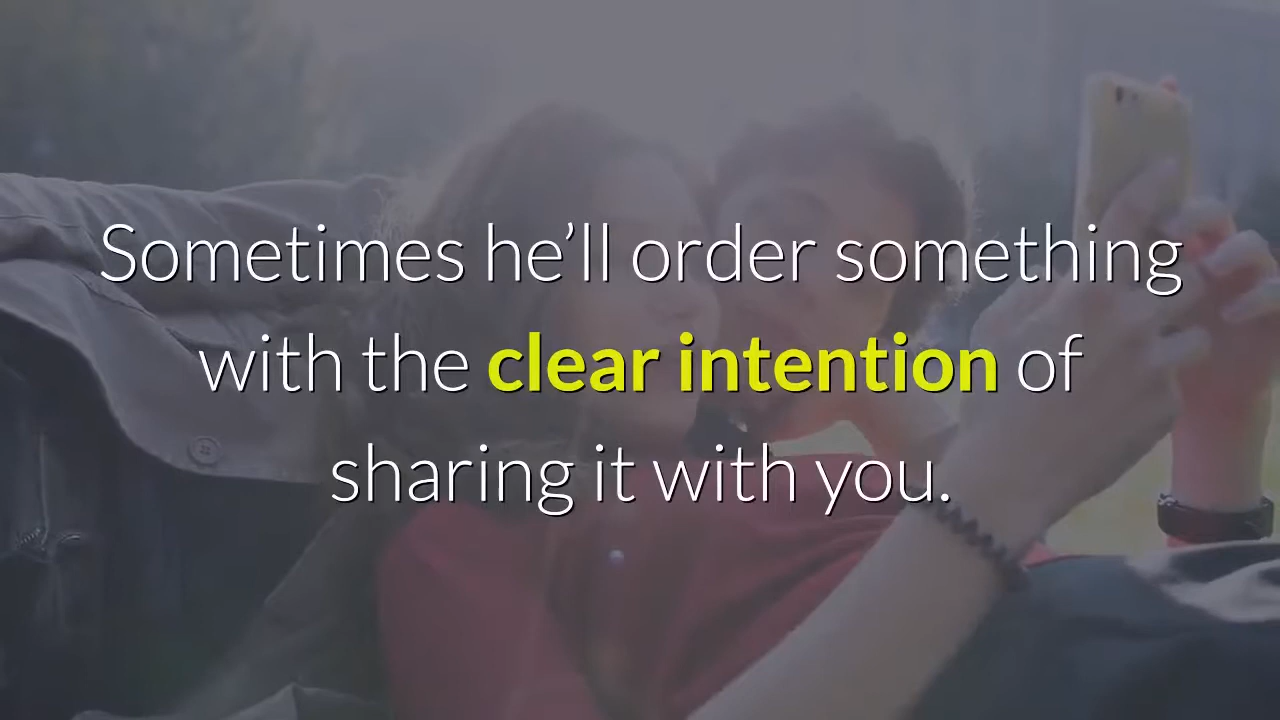 Sometimes he’ll order something
with the clear intention of
sharing it with you.